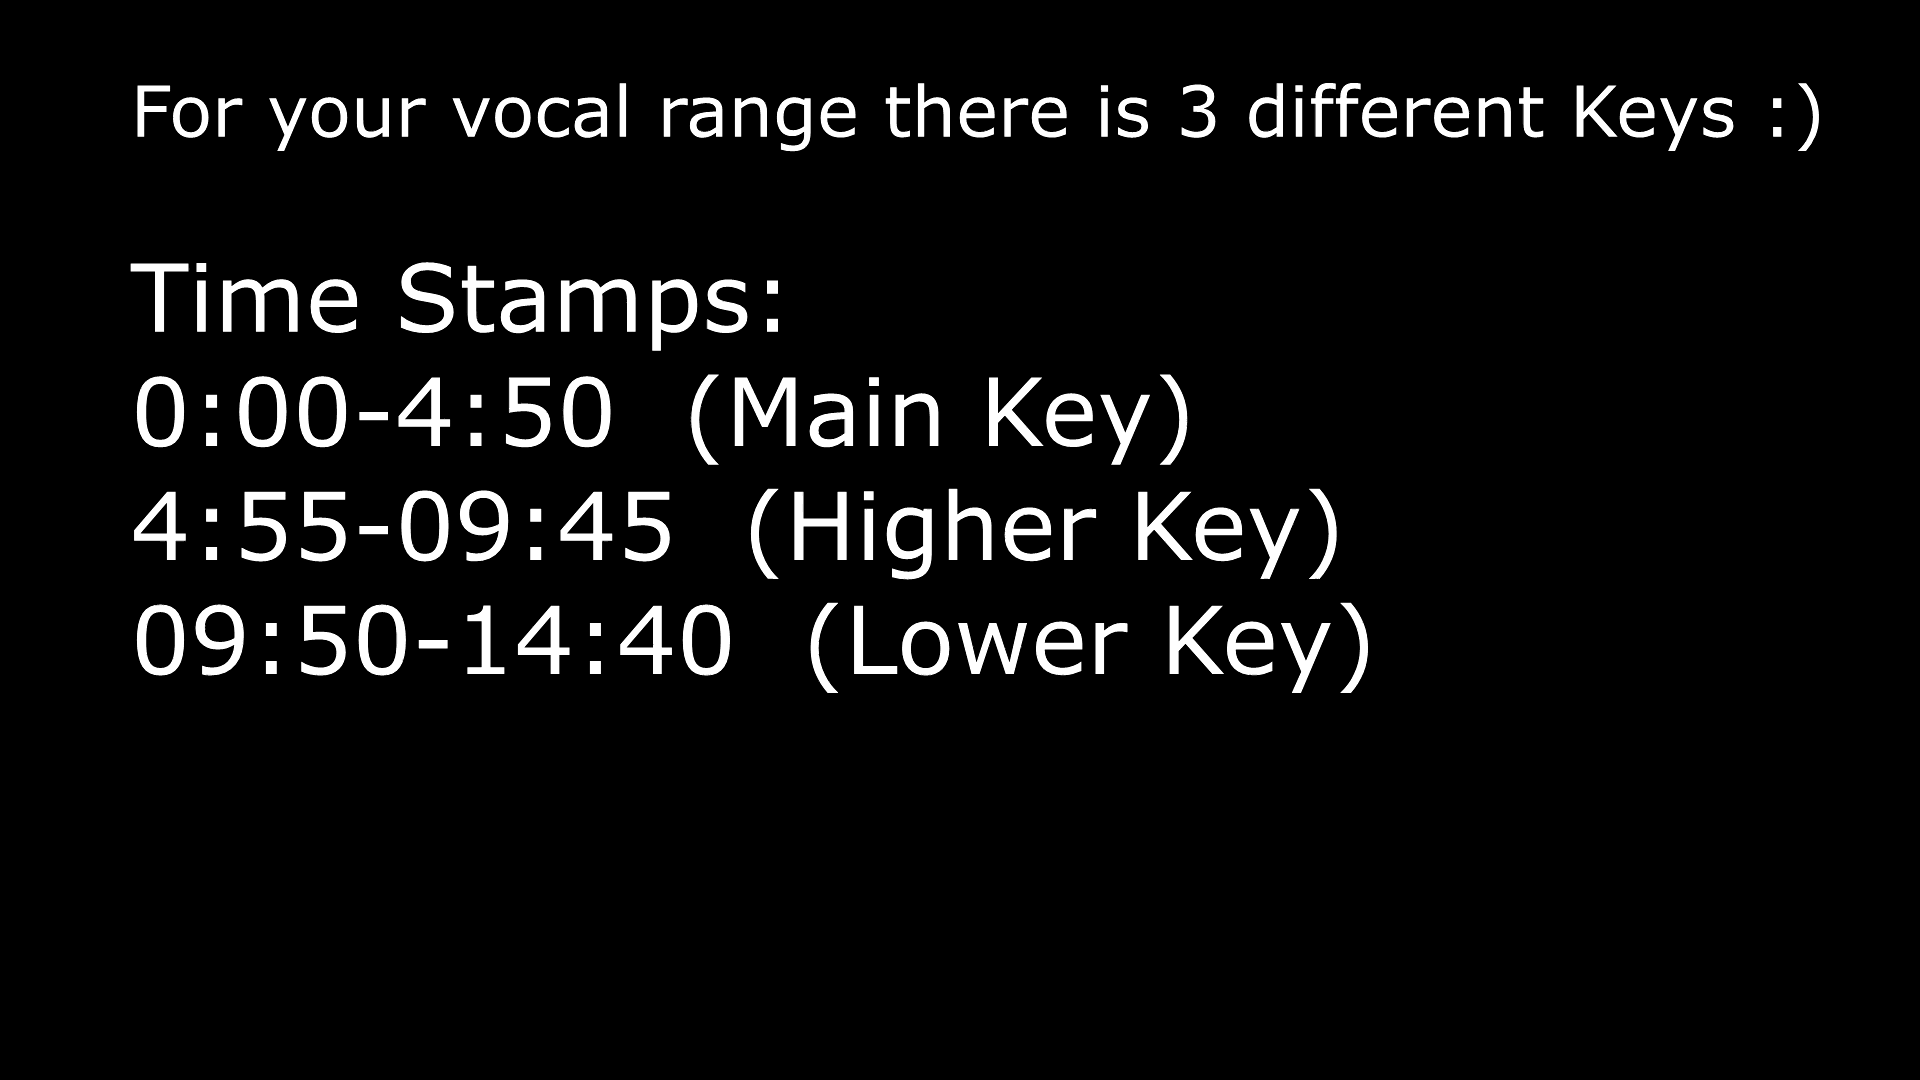 For your vocal range there is 3 different Keys :)
Time Stamps:
0:00-4:50 (Main Key)
4:55-09:45 (Higher Key)
09:50-14:40 (Lower Key)